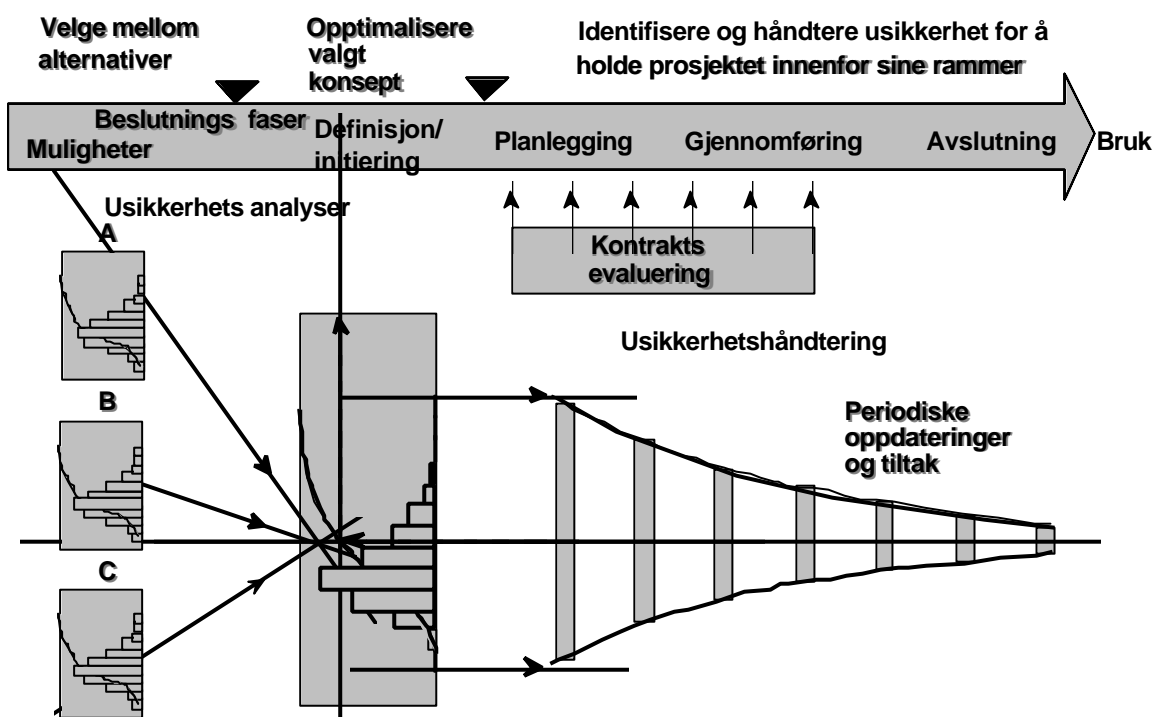 Velge mellom
alternativer
Opptimalisere
valgt
konsept
Identifisere og håndtere usikkerhet for å
holde prosjektet innenfor sine rammer
Beslutnings faser
Muligheter
Definisjon/
initiering
Planlegging
Gjennomføring
Avslutning
Bruk
Usikkerhets analyser
A
Kontrakts
evaluering
Usikkerhetshåndtering
B
Periodiske
oppdateringer
og tiltak
C